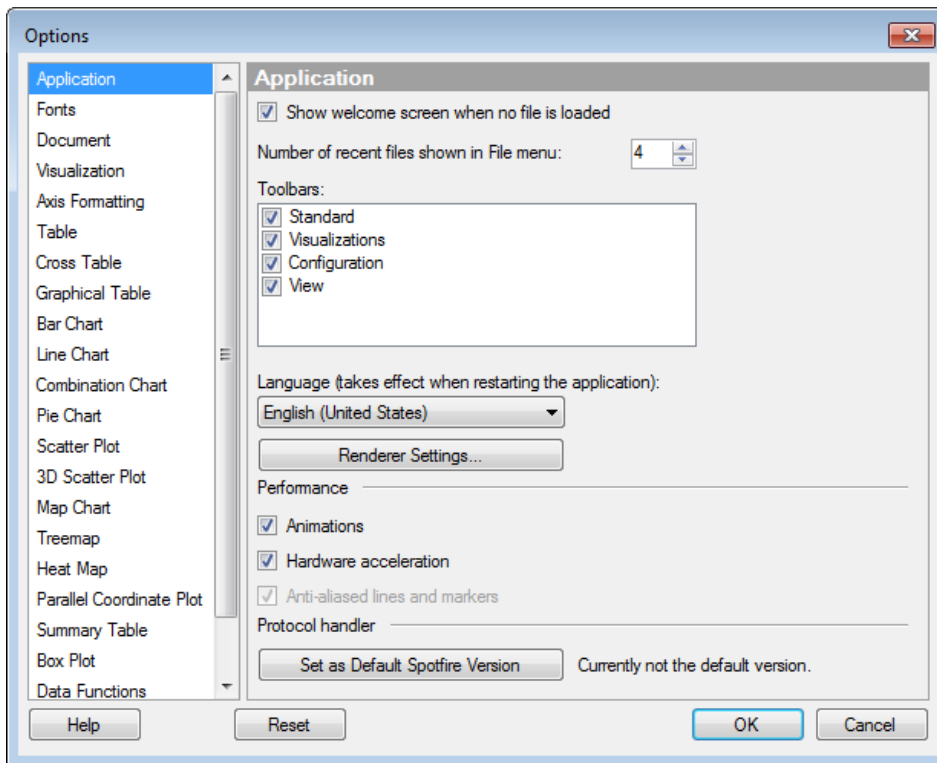 Options
Application
Fonts
Document
Visualization
Axis Formatting
Table
Cross Table
Graphical Table
Bar Chart
Line Chart
Combination Chart
Pie Chart
Scatter Plot
3D Scatter Plot
Map Chart
Treemap
Heat Map
Parallel Coordinate Plot
Summary Table
Box Plot
Data Functions
Application
Show welcome screen when no file is loaded
Number of recent files shown in File menu: 4
Toolbars:
Standard
Visualizations
Configuration
View
Language (takes effect when restarting the application):
English (United States)
Renderer Settings...
Performance
Animations
Hardware acceleration
Anti-aliased lines and markers
Protocol handler
Set as Default Spotfire Version Currently not the default version.
Help Reset OK Cancel